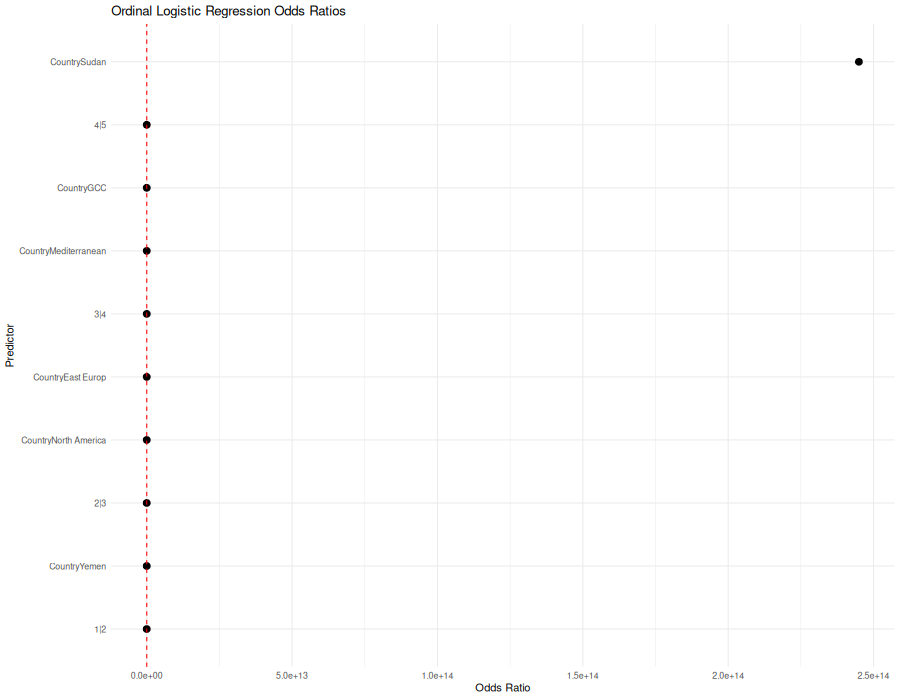 Ordinal Logistic Regression Odds Ratios
CountrySudan
4|5
CountryGCC
CountryMediterranean
3|4
CountryEast Europ
CountryNorth America
2|3
CountryYemen
1|2
Predictor
0.0e+00 5.0e+13 1.0e+14 1.5e+14 2.0e+14 2.5e+14
Odds Ratio